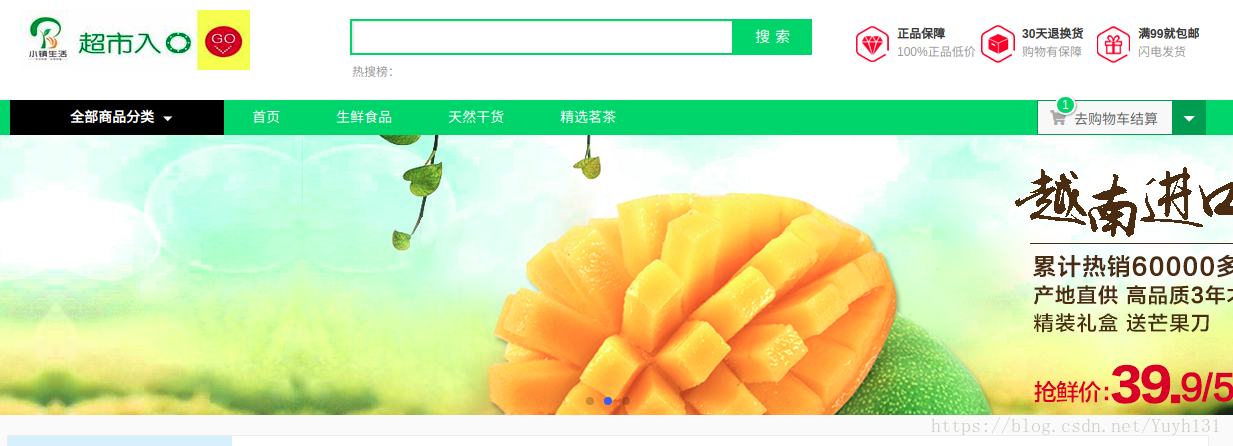 小镇生活
超市入口
GO
搜 索
热搜榜：
正品保障
100%正品低价
30天退换货
购物有保障
满99就包邮
闪电发货
全部商品分类
首页
生鲜食品
天然干货
精选茗茶
1
去购物车结算
越南进口
累计热销60000多
产地直供 高品质3年
精装礼盒 送芒果刀
抢鲜价:39.9/5
https://blog.csdn.net/Yuyh131